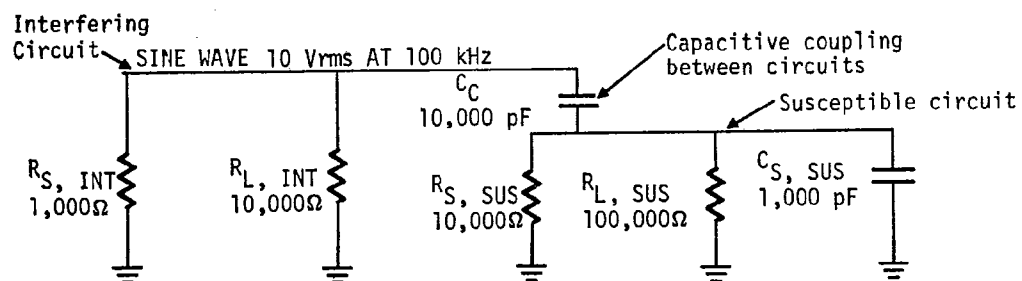 Interfering
Circuit
SINE WAVE 10 Vrms AT 100 kHz
Capacitive coupling
between circuits
C_C
10,000 pF
Susceptible circuit
R_S, INT
1,000Ω
R_L, INT
10,000Ω
R_S, SUS
10,000Ω
R_L, SUS
100,000Ω
C_S, SUS
1,000 pF